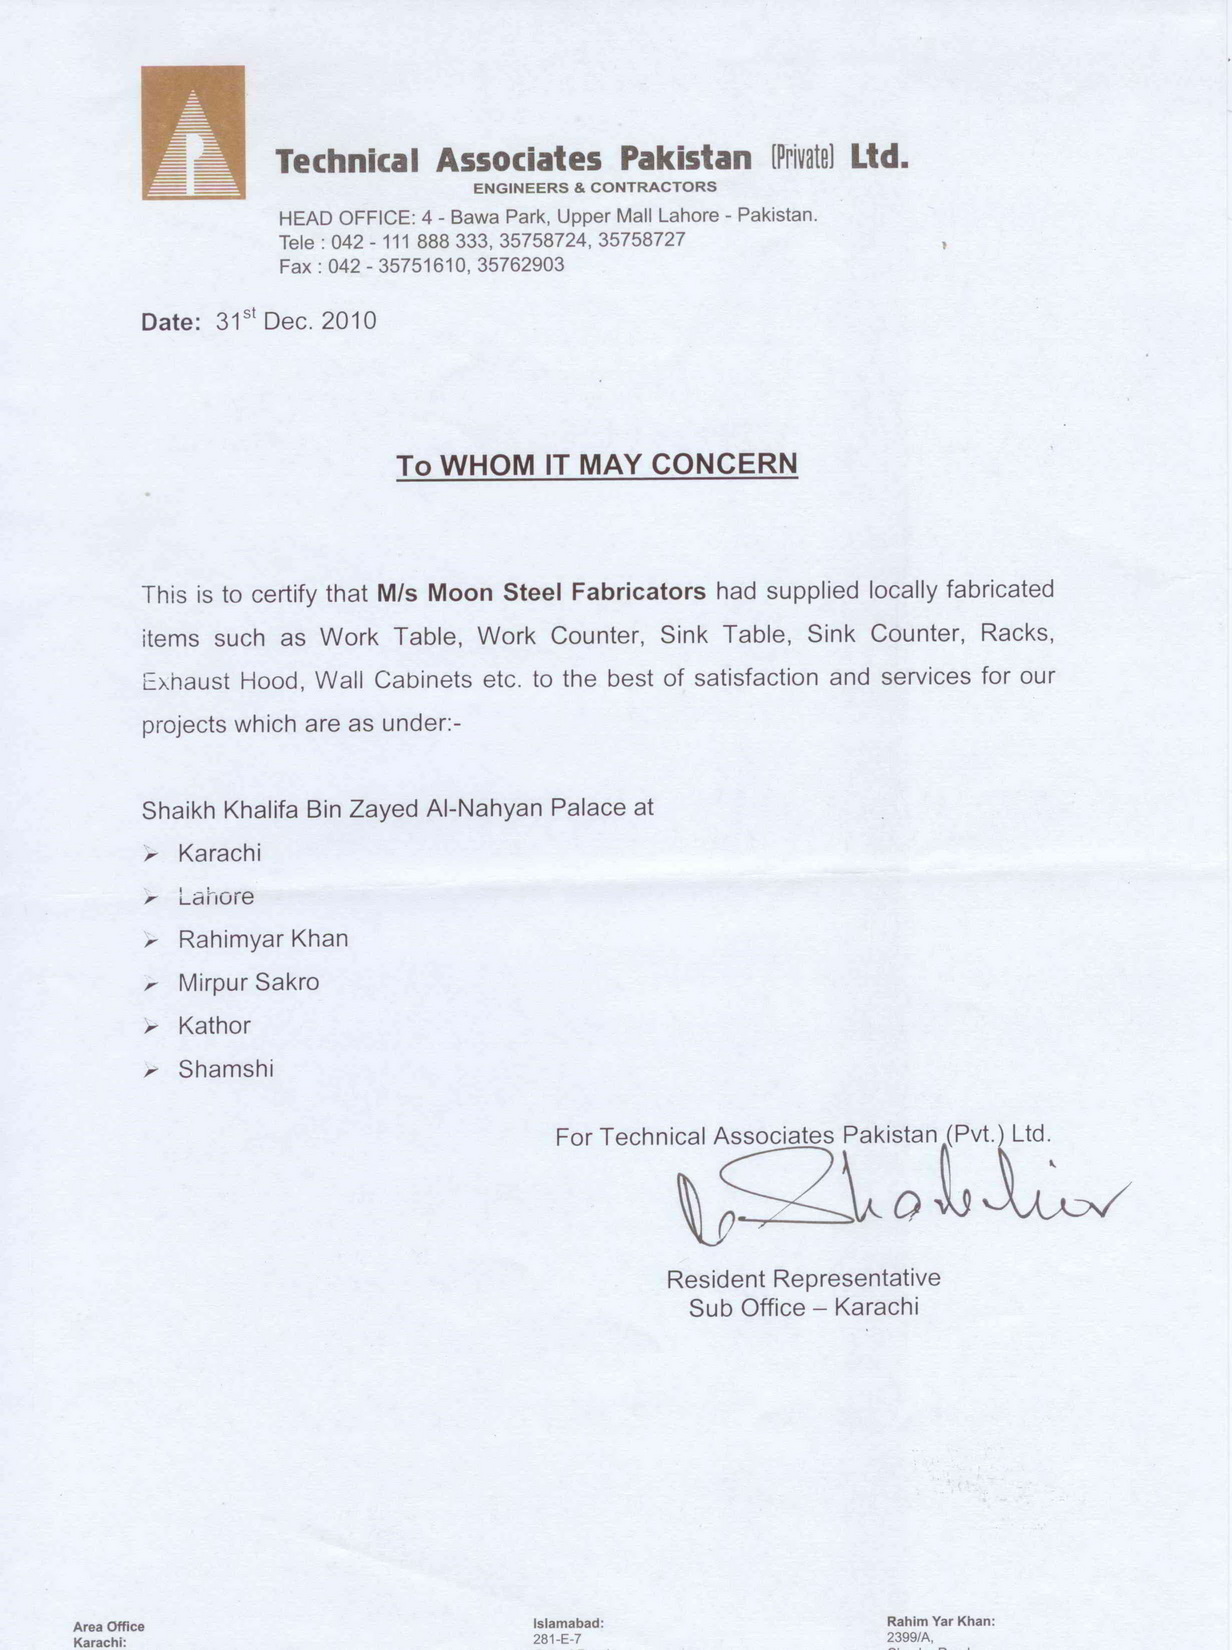 Technical Associates Pakistan (Private) Ltd.
ENGINEERS & CONTRACTORS
HEAD OFFICE: 4 - Bawa Park, Upper Mall Lahore - Pakistan.
Tele : 042 - 111 888 333, 35758724, 35758727
Fax : 042 - 35751610, 35762903
Date: 31st Dec. 2010
To WHOM IT MAY CONCERN
This is to certify that M/s Moon Steel Fabricators had supplied locally fabricated
items such as Work Table, Work Counter, Sink Table, Sink Counter, Racks,
Exhaust Hood, Wall Cabinets etc. to the best of satisfaction and services for our
projects which are as under:-
Shaikh Khalifa Bin Zayed Al-Nahyan Palace at
➢ Karachi
➢ Lahore
➢ Rahimyar Khan
➢ Mirpur Sakro
➢ Kathor
➢ Shamshi
For Technical Associates Pakistan (Pvt.) Ltd.
Resident Representative
Sub Office – Karachi
Area Office
Karachi:
Islamabad:
281-E-7
Rahim Yar Khan:
2399/A,